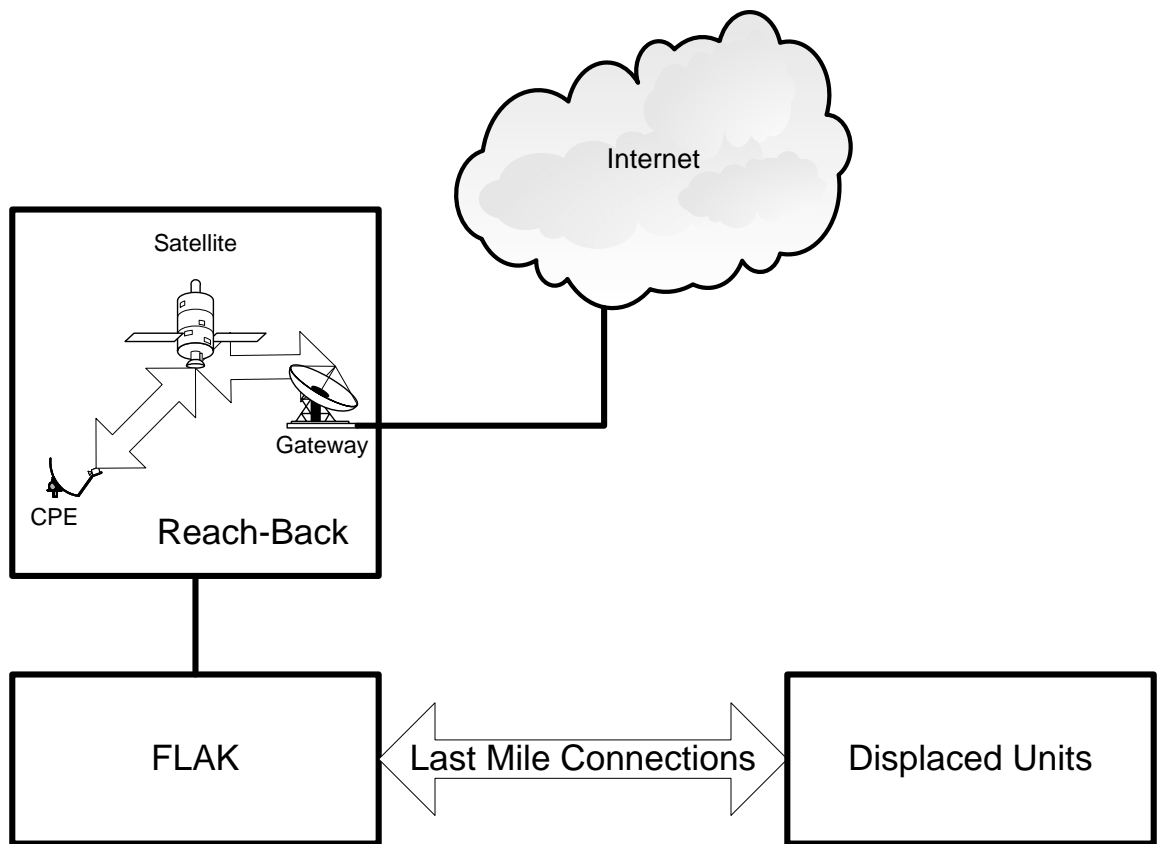 Internet
Satellite
Gateway
CPE
Reach-Back
FLAK
Last Mile Connections
Displaced Units